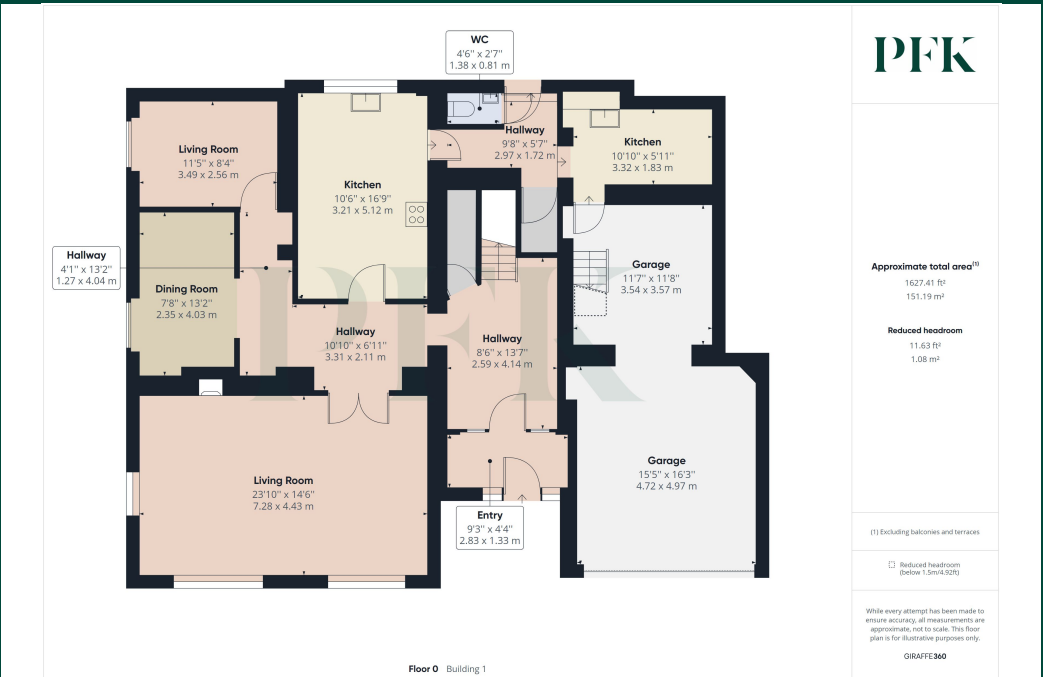 WC
4'6" x 2'7"
1.38 x 0.81 m
PFK
Living Room
11'5" x 8'4"
3.49 x 2.56 m
Kitchen
10'6" x 16'9"
3.21 x 5.12 m
Hallway
9'8" x 5'7"
2.97 x 1.72 m
Kitchen
10'10" x 5'11"
3.32 x 1.83 m
Hallway
4'1" x 13'2"
1.27 x 4.04 m
Dining Room
7'8" x 13'2"
2.35 x 4.03 m
Garage
11'7" x 11'8"
3.54 x 3.57 m
PFK
Hallway
10'10" x 6'11"
3.31 x 2.11 m
Hallway
8'6" x 13'7"
2.59 x 4.14 m
Living Room
23'10" x 14'6"
7.28 x 4.43 m
Garage
15'5" x 16'3"
4.72 x 4.97 m
Entry
9'3" x 4'4"
2.83 x 1.33 m
Approximate total area(1)
1627.41 ft²
151.19 m²
Reduced headroom
11.63 ft²
1.08 m²
(1) Excluding balconies and terraces
Reduced headroom
(below 1.5m/4.92ft)
While every attempt has been made to
ensure accuracy, all measurements are
approximate, not to scale. This floor
plan is for illustrative purposes only.
GIRAFFE360
Floor 0 Building 1